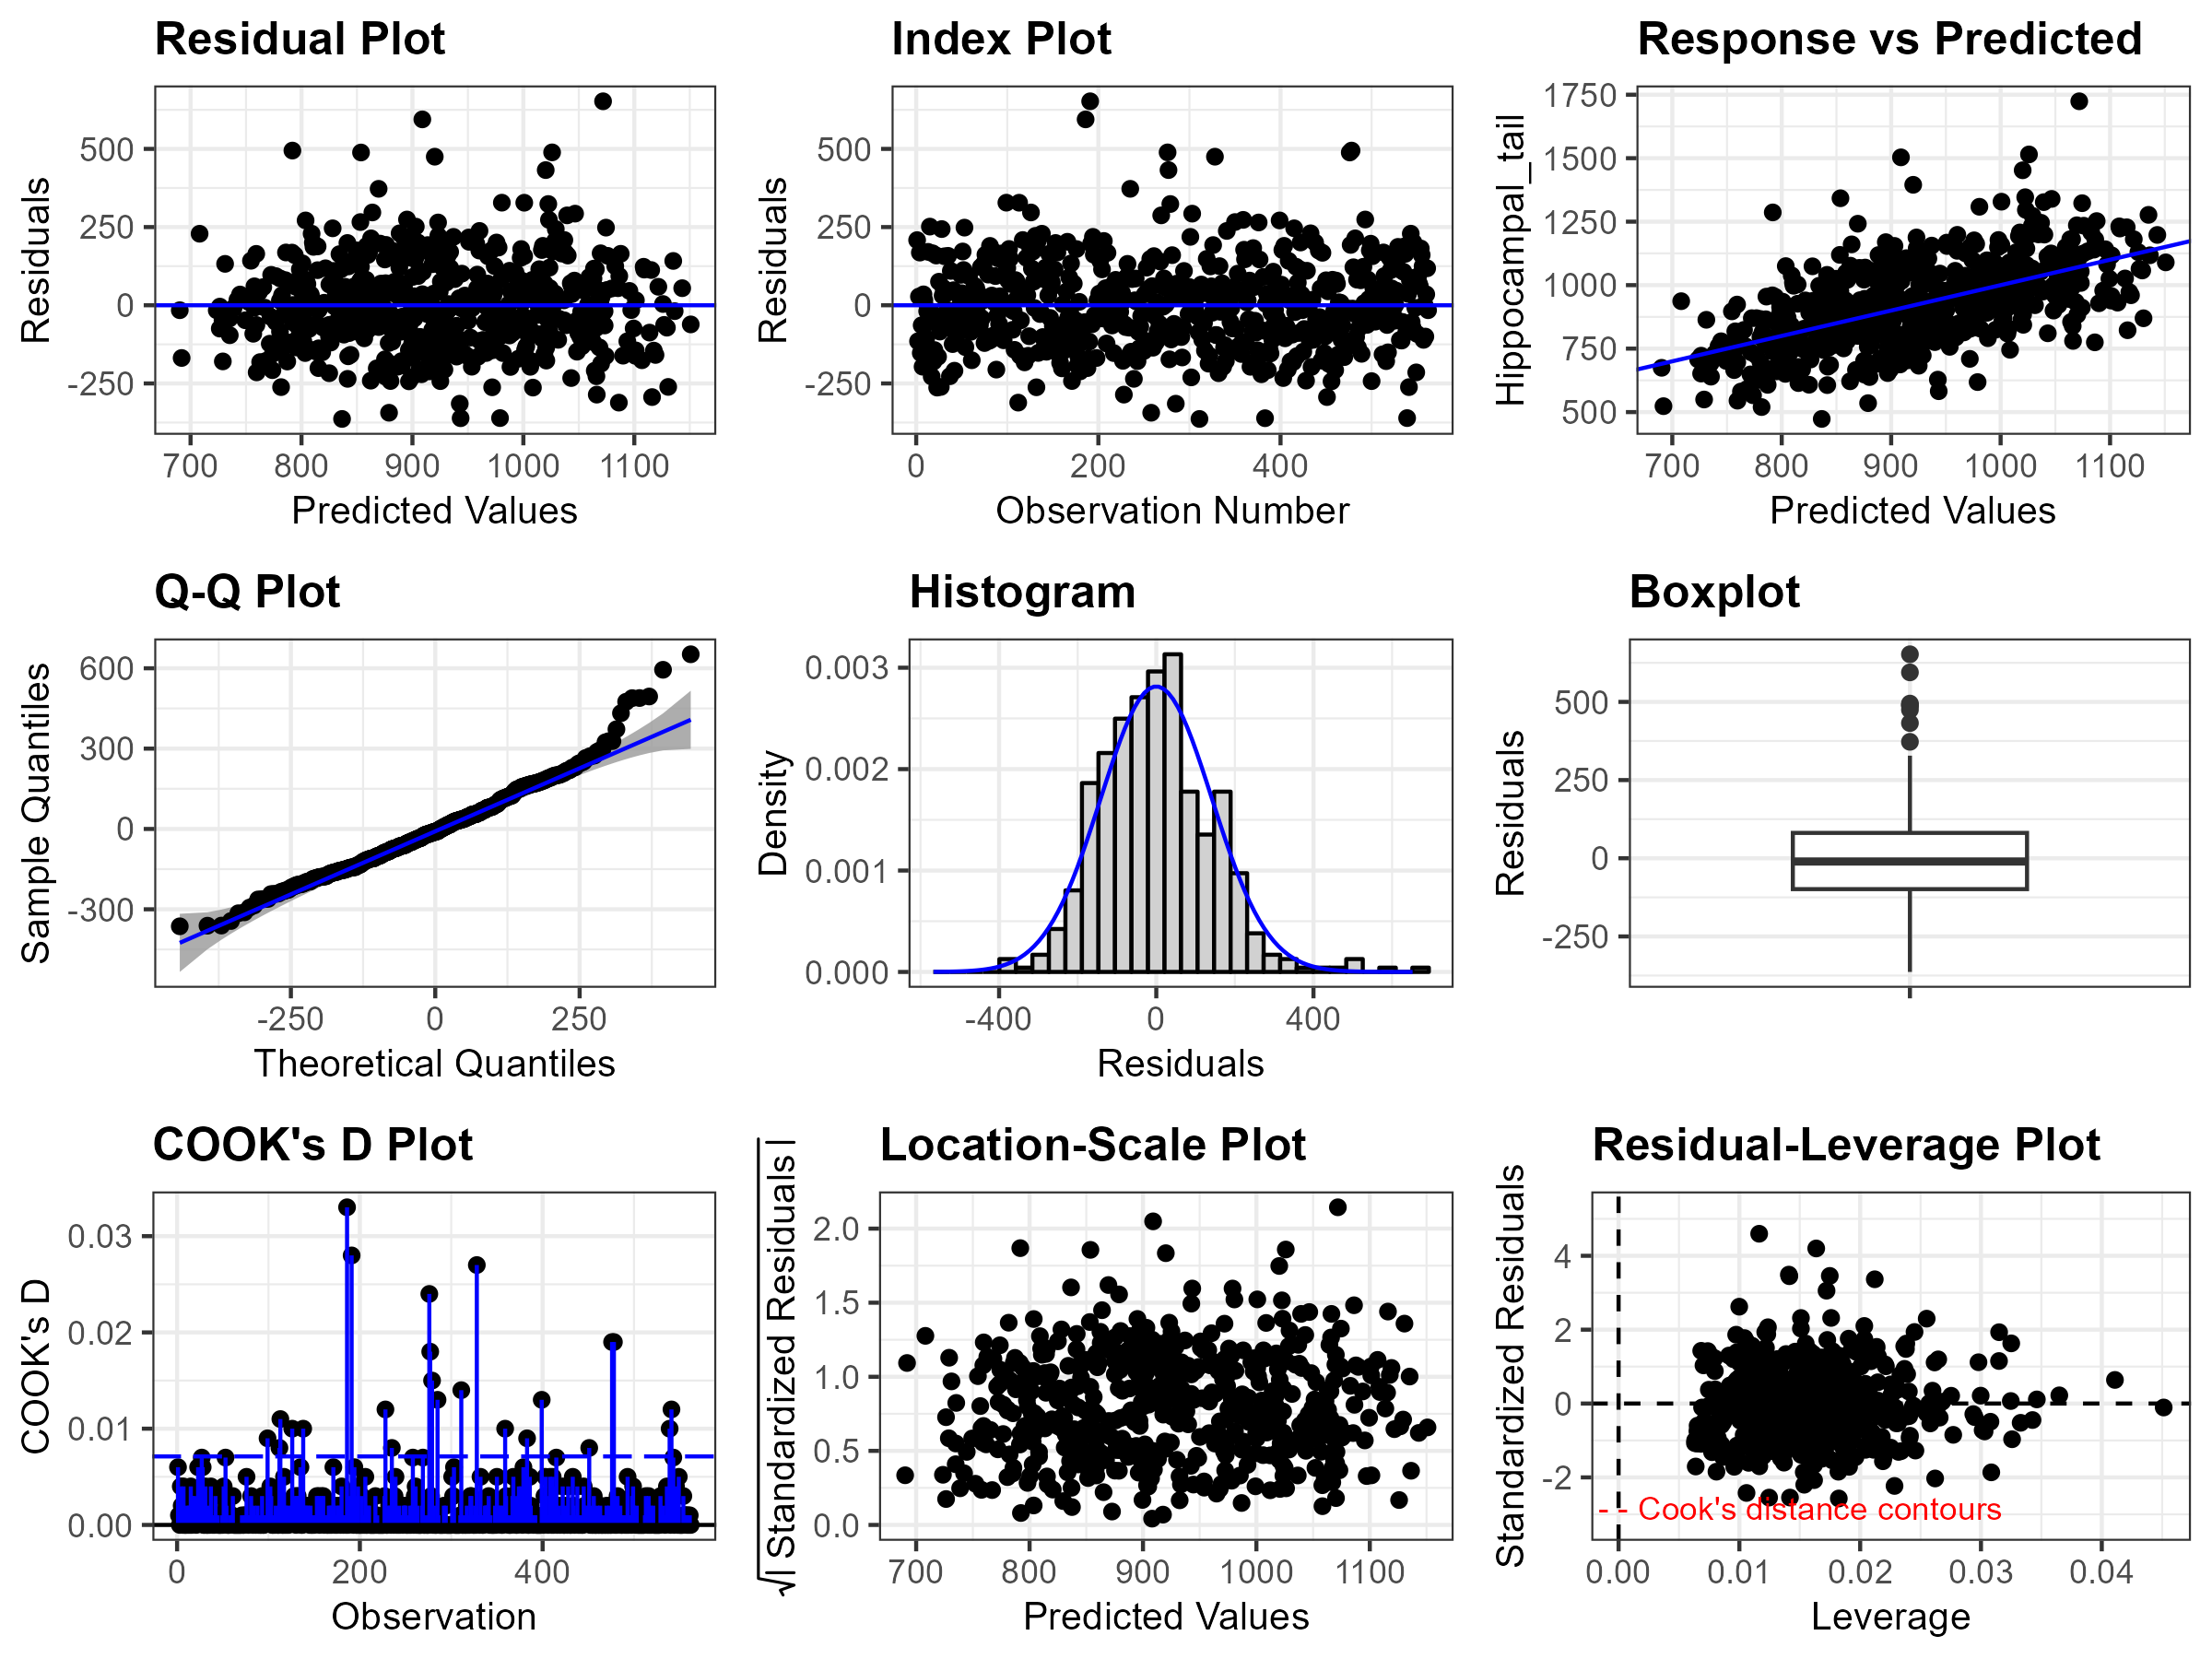 Residual Plot
Residuals
500
250
0
-250
700 800 900 1000 1100
Predicted Values
Index Plot
Residuals
500
250
0
-250
0 200 400
Observation Number
Response vs Predicted
Hippocampal_tail
1750
1500
1250
1000
750
500
700 800 900 1000 1100
Predicted Values
Q-Q Plot
Sample Quantiles
600
300
0
-300
-250 0 250
Theoretical Quantiles
Histogram
Density
0.003
0.002
0.001
0.000
-400 0 400
Residuals
Boxplot
Residuals
500
250
0
-250
COOK's D Plot
COOK's D
0.03
0.02
0.01
0.00
0 200 400
Observation
Location-Scale Plot
√| Standardized Residuals |
2.0
1.5
1.0
0.5
0.0
700 800 900 1000 1100
Predicted Values
Residual-Leverage Plot
Standardized Residuals
4
2
0
-2
Cook's distance contours
0.00 0.01 0.02 0.03 0.04
Leverage